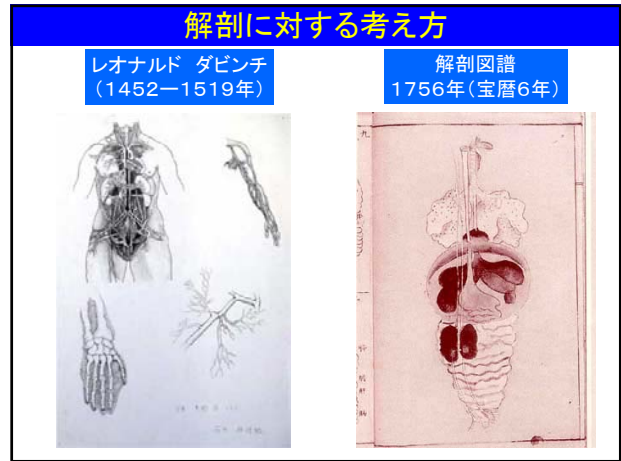 解剖に対する考え方
レオナルド ダビンチ
（1452ー1519年）
解剖図譜
1756年（宝暦6年）
九